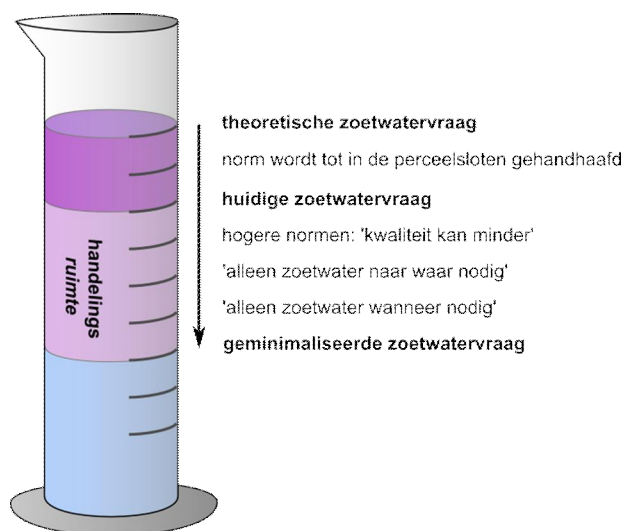 theoretische zoetwatervraag
norm wordt tot in de perceelsloten gehandhaafd
huidige zoetwatervraag
hogere normen: 'kwaliteit kan minder'
'alleen zoetwater naar waar nodig'
'alleen zoetwater wanneer nodig'
geminimaliseerde zoetwatervraag
handelings
ruimte